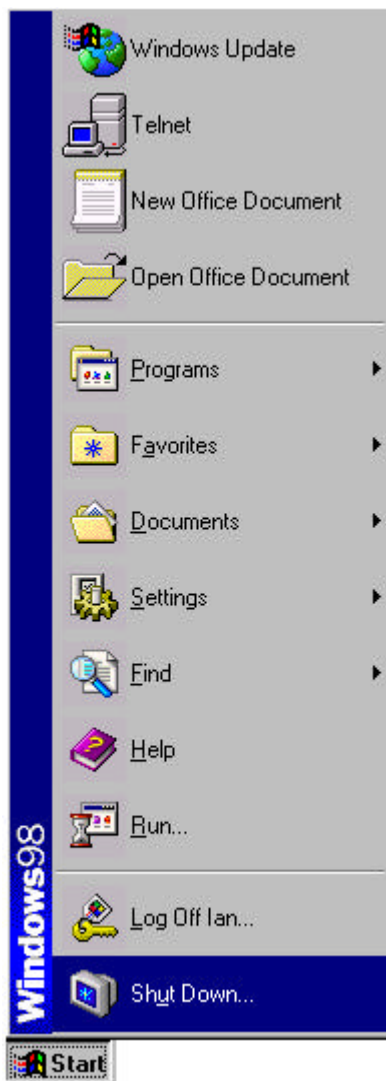 Windows Update
Telnet
New Office Document
Open Office Document
Programs
Favorites
Documents
Settings
Find
Help
Run...
Log Off Ian...
Shut Down...
Windows98
Start